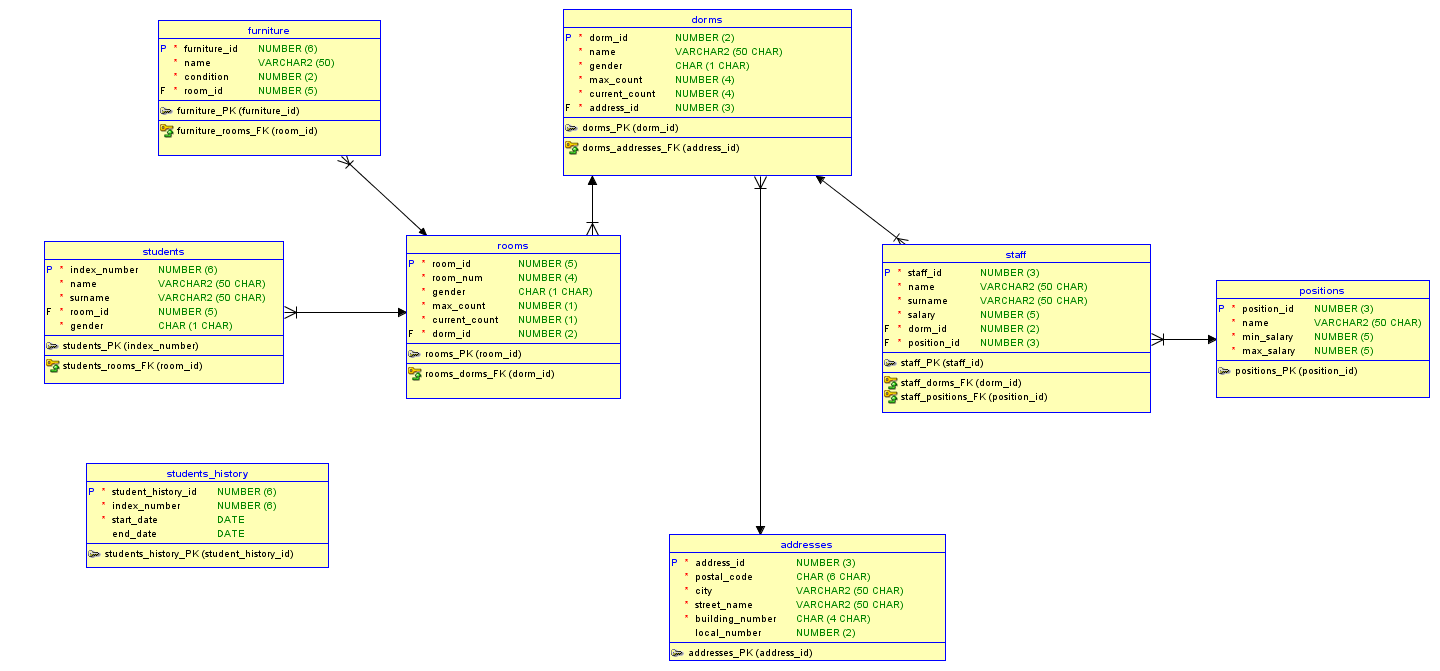 furniture
P * furniture_id NUMBER (6)
* name VARCHAR2 (50)
* condition NUMBER (2)
F * room_id NUMBER (5)
furniture_PK (furniture_id)
furniture_rooms_FK (room_id)
dorms
P * dorm_id NUMBER (2)
* name VARCHAR2 (50 CHAR)
* gender CHAR (1 CHAR)
* max_count NUMBER (4)
* current_count NUMBER (4)
F * address_id NUMBER (3)
dorms_PK (dorm_id)
dorms_addresses_FK (address_id)
students
P * index_number NUMBER (6)
* name VARCHAR2 (50 CHAR)
* surname VARCHAR2 (50 CHAR)
F * room_id NUMBER (5)
* gender CHAR (1 CHAR)
students_PK (index_number)
students_rooms_FK (room_id)
rooms
P * room_id NUMBER (5)
* room_num NUMBER (4)
* gender CHAR (1 CHAR)
* max_count NUMBER (1)
* current_count NUMBER (1)
F * dorm_id NUMBER (2)
rooms_PK (room_id)
rooms_dorms_FK (dorm_id)
staff
P * staff_id NUMBER (3)
* name VARCHAR2 (50 CHAR)
* surname VARCHAR2 (50 CHAR)
* salary NUMBER (5)
F * dorm_id NUMBER (2)
F * position_id NUMBER (3)
staff_PK (staff_id)
staff_dorms_FK (dorm_id)
staff_positions_FK (position_id)
positions
P * position_id NUMBER (3)
* name VARCHAR2 (50 CHAR)
* min_salary NUMBER (5)
* max_salary NUMBER (5)
positions_PK (position_id)
students_history
P * student_history_id NUMBER (6)
* index_number NUMBER (6)
* start_date DATE
end_date DATE
students_history_PK (student_history_id)
addresses
P * address_id NUMBER (3)
* postal_code CHAR (6 CHAR)
* city VARCHAR2 (50 CHAR)
* street_name VARCHAR2 (50 CHAR)
* building_number CHAR (4 CHAR)
local_number NUMBER (2)
addresses_PK (address_id)